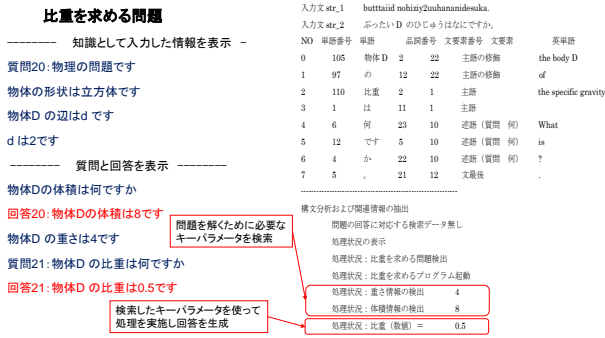 比重を求める問題
-------- 知識として入力した情報を表示 -
質問20:物理の問題です
物体の形状は立方体です
物体D の辺はd です
d は2です
-------- 質問と回答を表示 --------
物体Dの体積は何ですか
回答20:物体Dの体積は8です
物体D の重さは4です
質問21:物体D の比重は何ですか
回答21:物体D の比重は0.5です
問題を解くために必要な
キーパラメータを検索
検索したキーパラメータを使って
処理を実施し回答を生成
入力文 str_1 butttaiid nohiziy2uuhananidesuka.
入力文 str_2 ぶったい D のひじゅうはなにですか。
NO 単語番号 単語 品詞番号 文要素番号 文要素 英単語
0 105 物体 D 2 22 主語の修飾 the body D
1 97 の 12 22 主語の修飾 of
2 110 比重 2 1 主語 the specific gravity
3 1 は 11 1 主語
4 6 何 23 10 述語(質問 何) What
5 12 です 5 10 述語(質問 何) is
6 4 か 22 10 述語(質問 何) ?
7 5 。 21 12 文最後 .
------------------------------------------------------------
構文分析および関連情報の抽出
問題の回答に対応する検索データ無し
処理状況の表示
処理状況:比重を求める問題検出
処理状況:比重を求めるプログラム起動
処理状況:重さ情報の検出 4
処理状況:体積情報の検出 8
処理状況:比重(数値)= 0.5